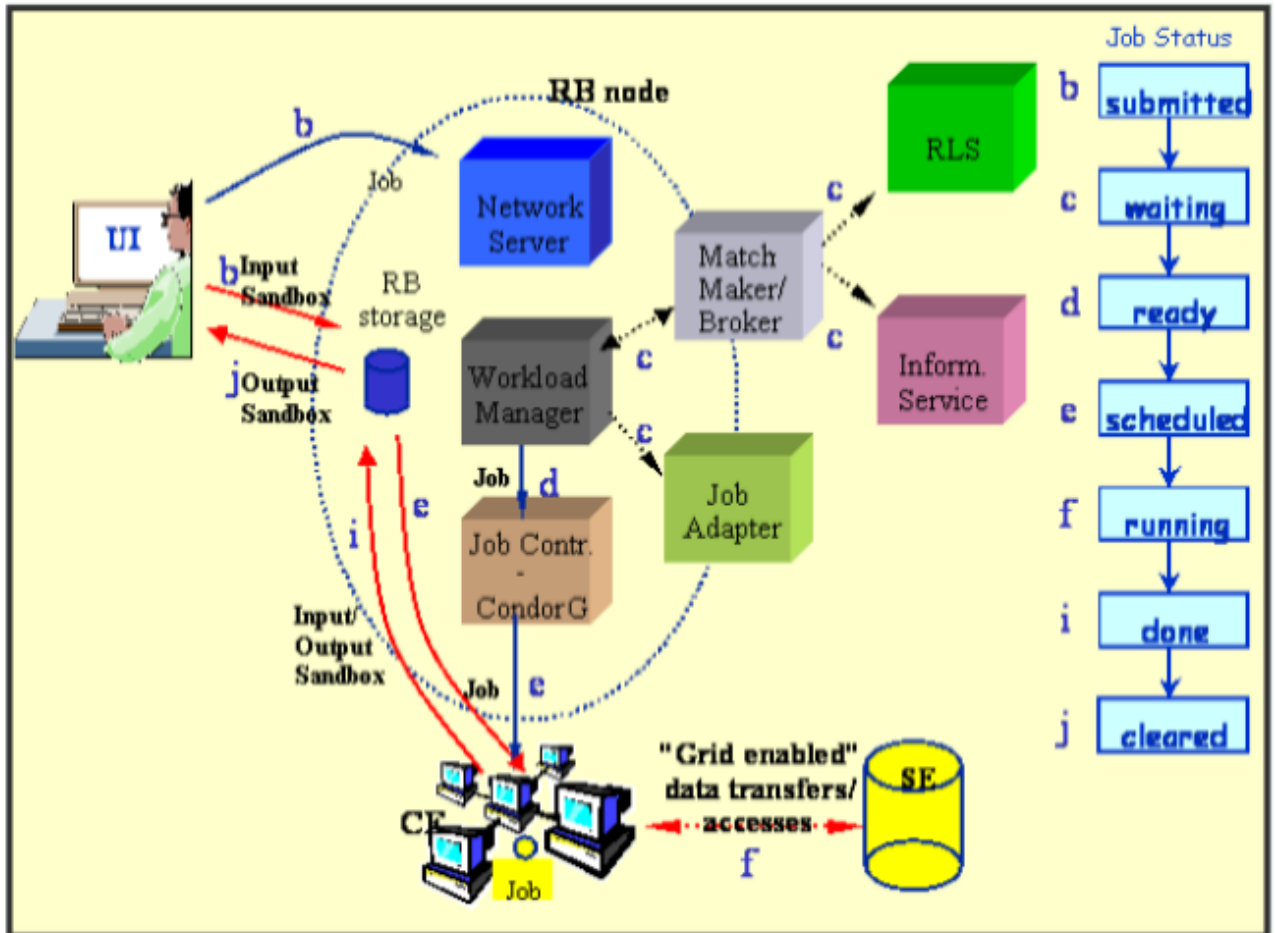 Job Status
b
submitted
c
waiting
d
ready
e
scheduled
f
running
i
done
j
cleared
RB node
b
Job
Network
Server
UI
b
Input
Sandbox
RB
storage
j
Output
Sandbox
Workload
Manager
Match
Maker/
Broker
c
c
c
c
RLS
Inform.
Service
Job
Adapter
Job
d
Job Contr.
-
CondorG
e
i
Input/
Output
Sandbox
Job
e
CE
Job
"Grid enabled"
data transfers/
accesses
f
SE